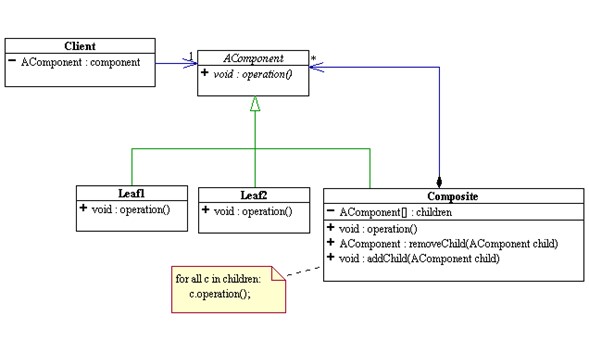 Client
− AComponent : component
1
AComponent
+ void : operation()
*
Leaf1
+ void : operation()
Leaf2
+ void : operation()
Composite
− AComponent[] : children
+ void : operation()
+ AComponent : removeChild(AComponent child)
+ void : addChild(AComponent child)
for all c in children:
c.operation();